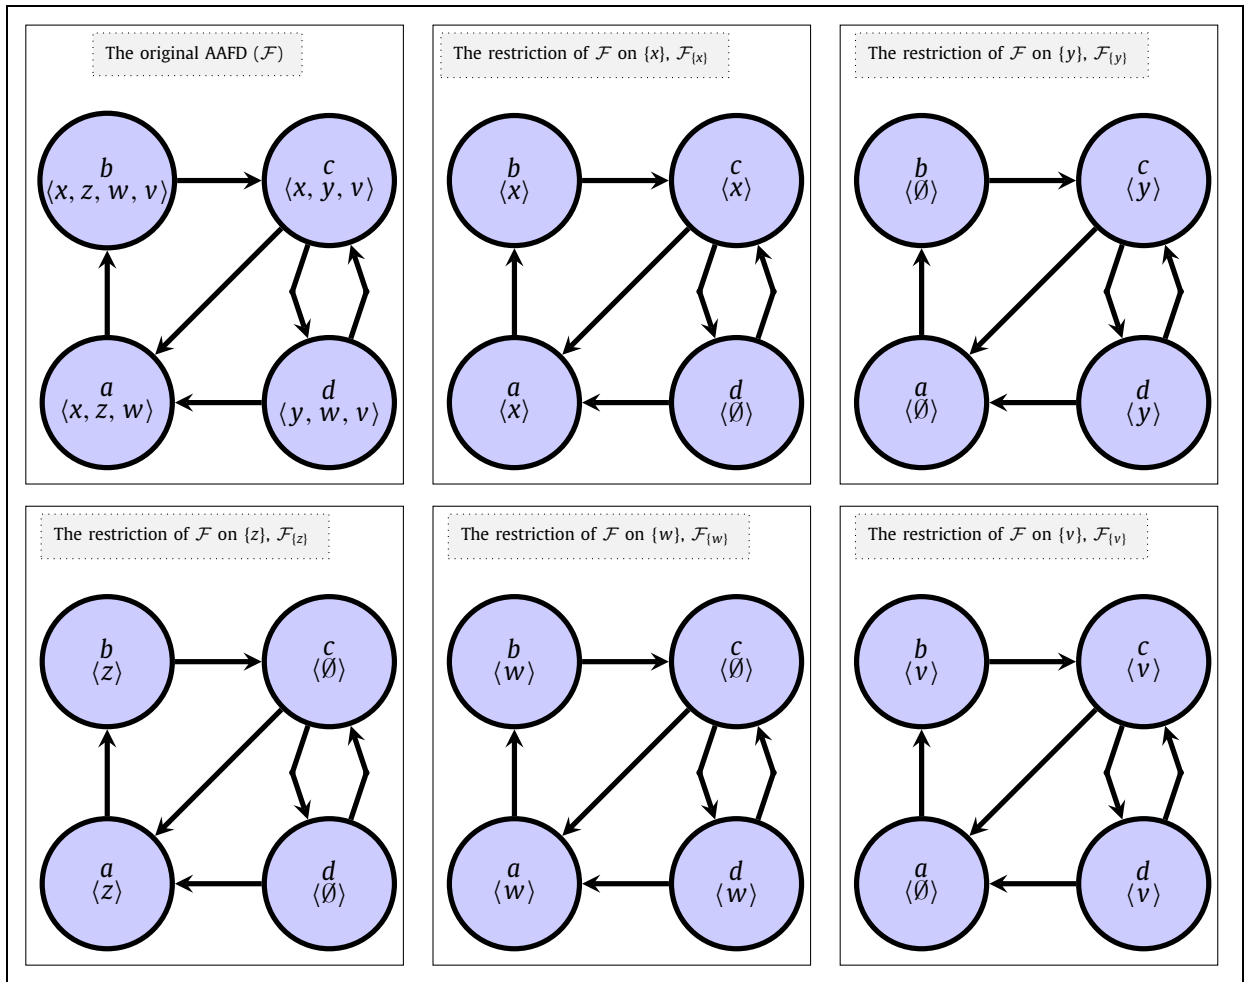 The original AAFD (ℱ)
b
⟨x, z, w, v⟩
c
⟨x, y, v⟩
a
⟨x, z, w⟩
d
⟨y, w, v⟩
The restriction of ℱ on {x}, ℱ{x}
b
⟨x⟩
c
⟨x⟩
a
⟨x⟩
d
⟨Ø⟩
The restriction of ℱ on {y}, ℱ{y}
b
⟨Ø⟩
c
⟨y⟩
a
⟨Ø⟩
d
⟨y⟩
The restriction of ℱ on {z}, ℱ{z}
b
⟨z⟩
c
⟨Ø⟩
a
⟨z⟩
d
⟨Ø⟩
The restriction of ℱ on {w}, ℱ{w}
b
⟨w⟩
c
⟨Ø⟩
a
⟨w⟩
d
⟨w⟩
The restriction of ℱ on {v}, ℱ{v}
b
⟨v⟩
c
⟨v⟩
a
⟨Ø⟩
d
⟨v⟩